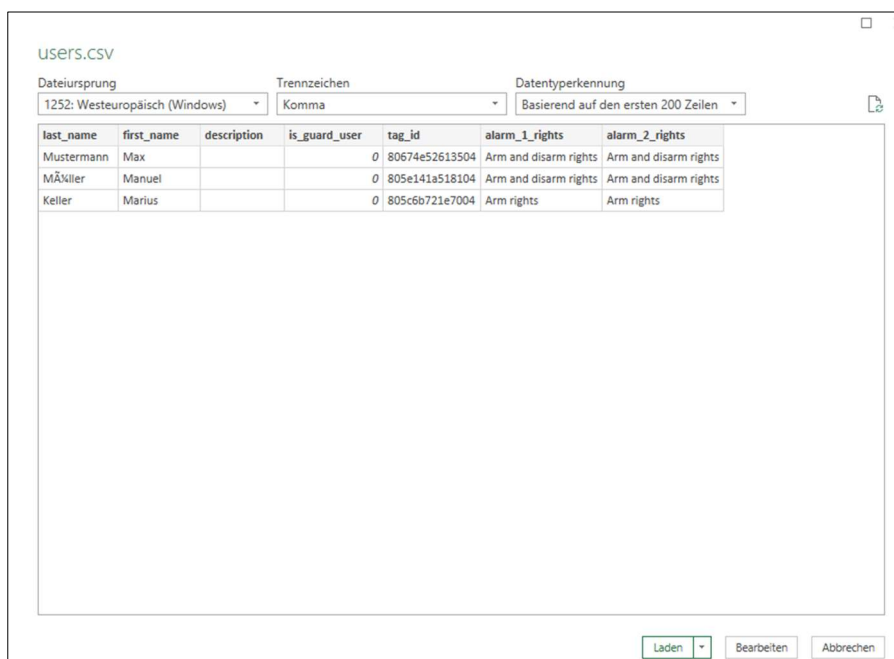 users.csv
Dateiursprung Trennzeichen Datentyperkennung
1252: Westeuropäisch (Windows) Komma Basierend auf den ersten 200 Zeilen
last_name first_name description is_guard_user tag_id alarm_1_rights alarm_2_rights
Mustermann Max 0 80674e52613504 Arm and disarm rights Arm and disarm rights
MÃ¼ller Manuel 0 805e141a518104 Arm and disarm rights Arm and disarm rights
Keller Marius 0 805c6b721e7004 Arm rights Arm rights
Laden Bearbeiten Abbrechen